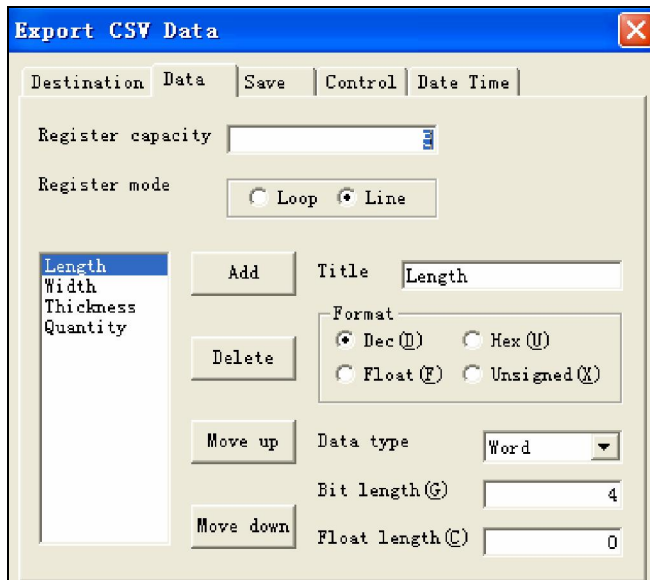 Export CSV Data
Destination Data Save Control Date Time
Register capacity 3
Register mode Loop Line
Length
Width
Thickness
Quantity
Add
Delete
Move up
Move down
Title Length
Format
Dec(D) Hex(U)
Float(F) Unsigned(X)
Data type Word
Bit length(G) 4
Float length(C) 0